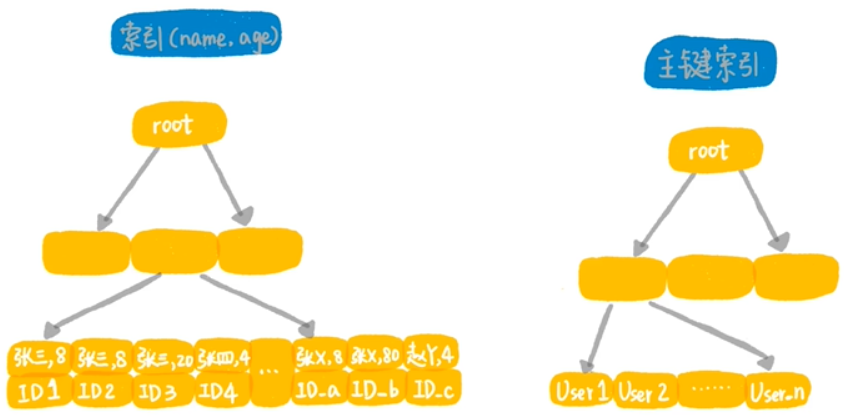 索引(name,age)
主键索引
root
root
张三,8 张三,8 张三,20 张四,4 ... 张X,8 张X,80 赵Y,4
ID1 ID2 ID3 ID4 ID_a ID_b ID_c
User1 User2 ...... User_n